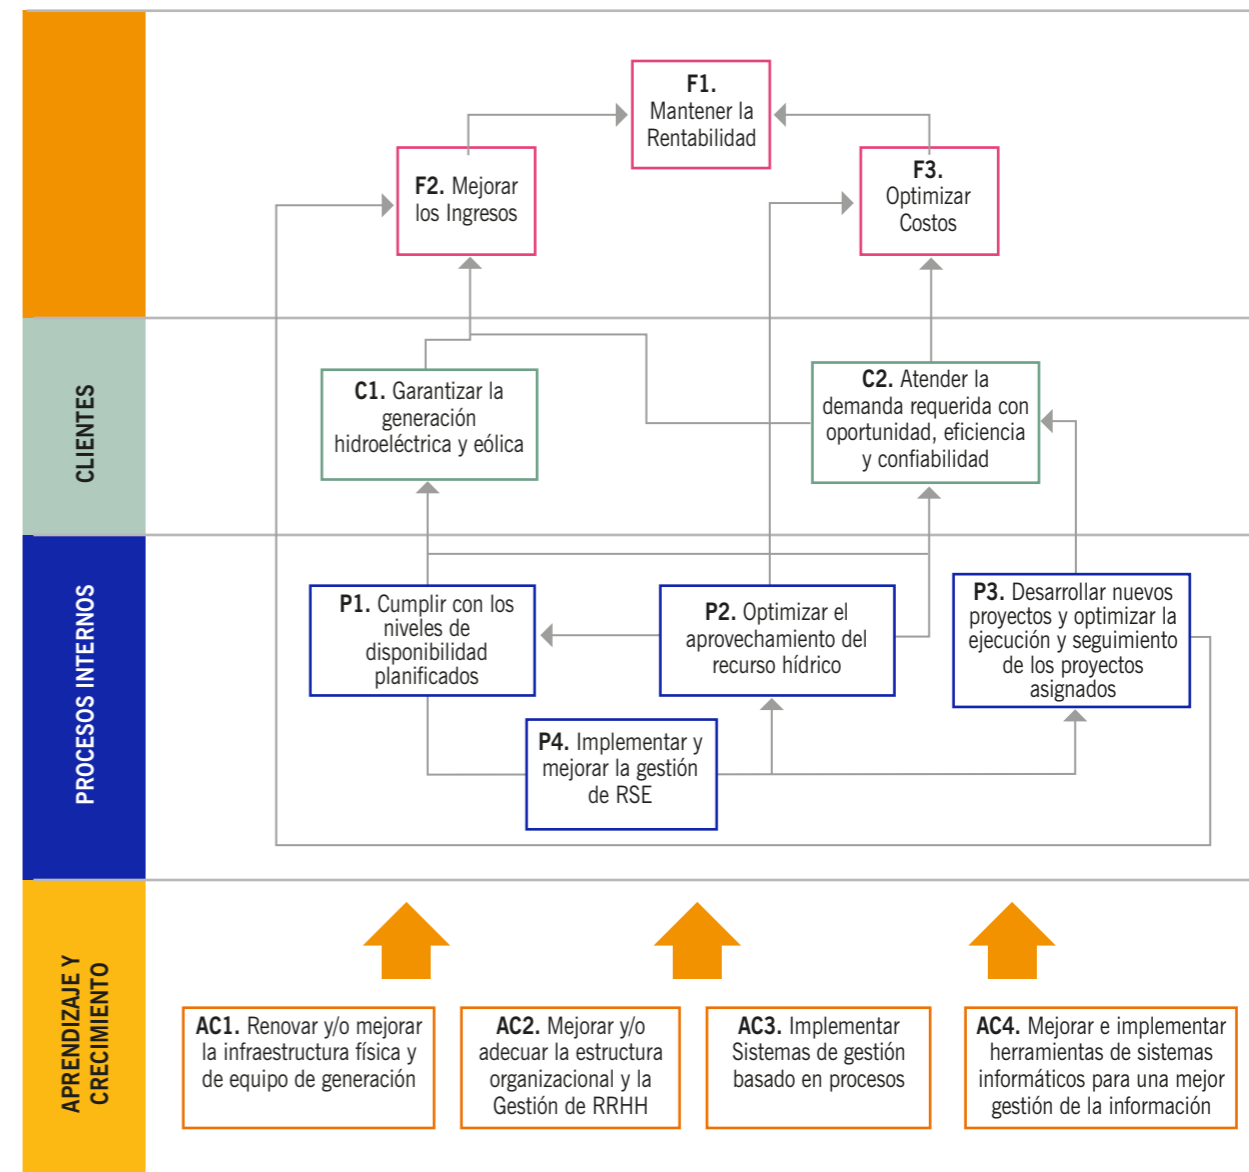 F1.
Mantener la
Rentabilidad
F2. Mejorar
los Ingresos
F3.
Optimizar
Costos
CLIENTES
C1. Garantizar la
generación
hidroeléctrica y eólica
C2. Atender la
demanda requerida con
oportunidad, eficiencia
y confiabilidad
PROCESOS INTERNOS
P1. Cumplir con los
niveles de
disponibilidad
planificados
P2. Optimizar el
aprovechamiento del
recurso hídrico
P3. Desarrollar nuevos
proyectos y optimizar la
ejecución y seguimiento
de los proyectos
asignados
P4. Implementar y
mejorar la gestión
de RSE
APRENDIZAJE Y
CRECIMIENTO
AC1. Renovar y/o mejorar
la infraestructura física y
de equipo de generación
AC2. Mejorar y/o
adecuar la estructura
organizacional y la
Gestión de RRHH
AC3. Implementar
Sistemas de gestión
basado en procesos
AC4. Mejorar e implementar
herramientas de sistemas
informáticos para una mejor
gestión de la información